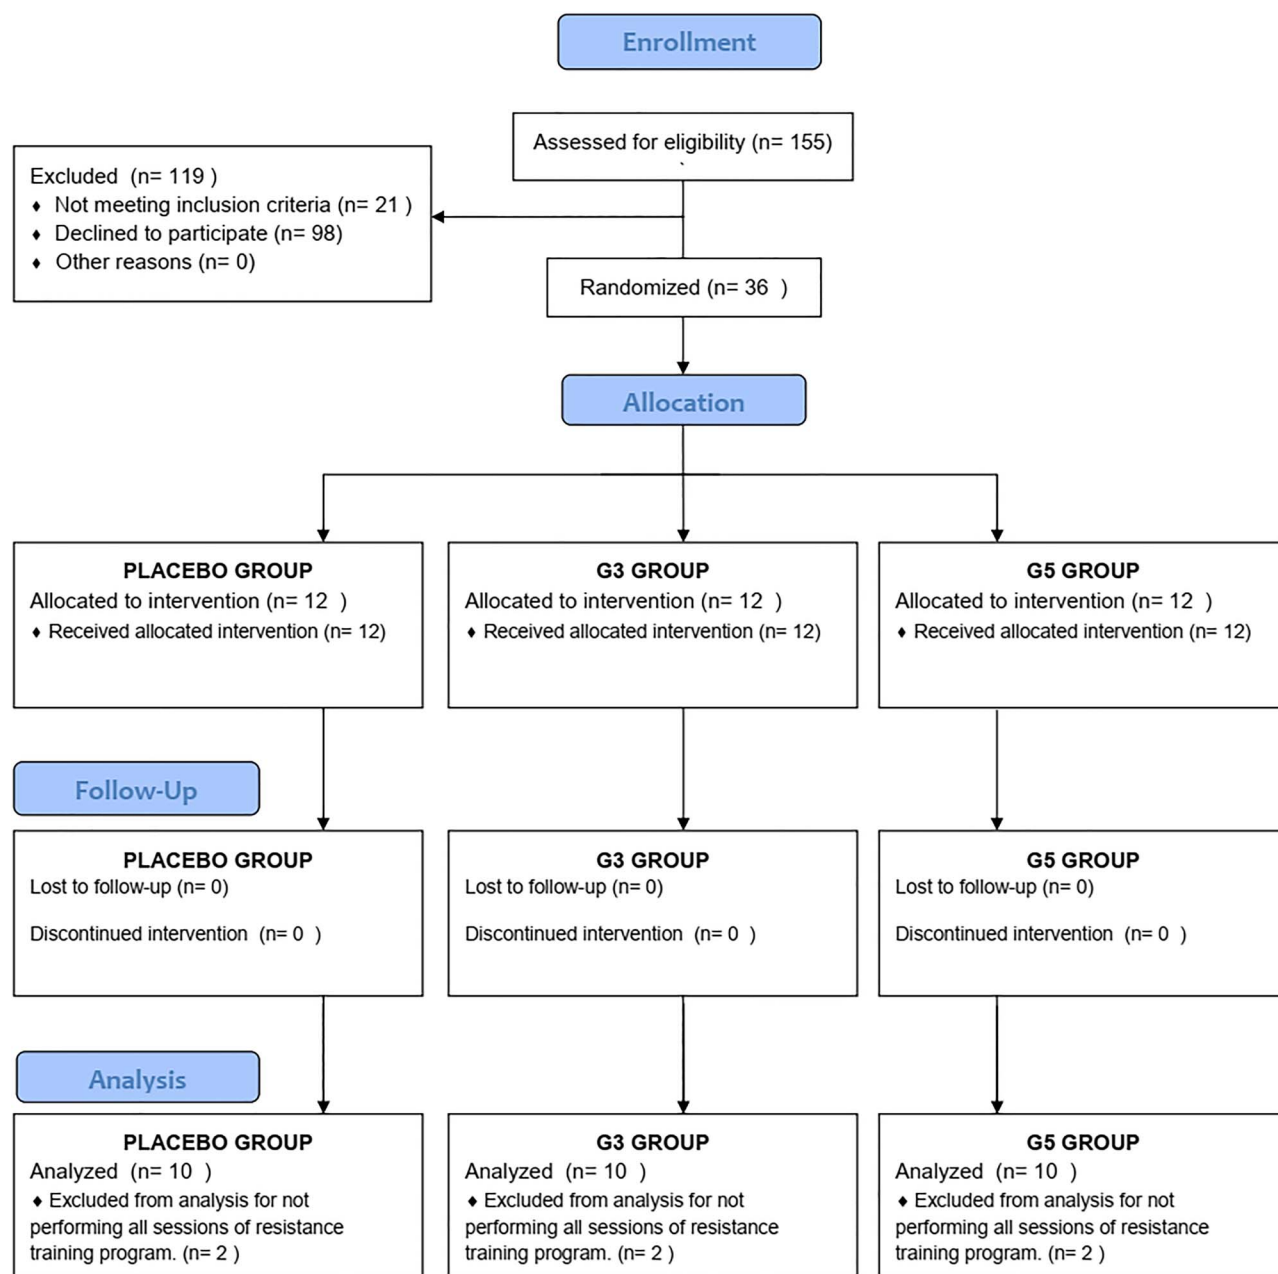 Enrollment
Assessed for eligibility (n= 155)
Excluded (n= 119 )
♦ Not meeting inclusion criteria (n= 21 )
♦ Declined to participate (n= 98)
♦ Other reasons (n= 0)
Randomized (n= 36 )
Allocation
PLACEBO GROUP
Allocated to intervention (n= 12 )
♦ Received allocated intervention (n= 12)
G3 GROUP
Allocated to intervention (n= 12 )
♦ Received allocated intervention (n= 12)
G5 GROUP
Allocated to intervention (n= 12 )
♦ Received allocated intervention (n= 12)
Follow-Up
PLACEBO GROUP
Lost to follow-up (n= 0)
Discontinued intervention (n= 0 )
G3 GROUP
Lost to follow-up (n= 0)
Discontinued intervention (n= 0 )
G5 GROUP
Lost to follow-up (n= 0)
Discontinued intervention (n= 0 )
Analysis
PLACEBO GROUP
Analyzed (n= 10 )
♦ Excluded from analysis for not
performing all sessions of resistance
training program. (n= 2 )
G3 GROUP
Analyzed (n= 10 )
♦ Excluded from analysis for not
performing all sessions of resistance
training program. (n= 2 )
G5 GROUP
Analyzed (n= 10 )
♦ Excluded from analysis for not
performing all sessions of resistance
training program. (n= 2 )